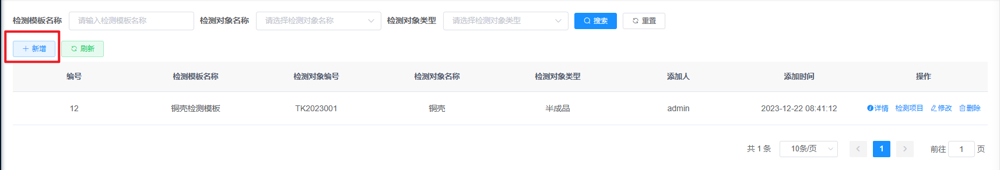 检测模板名称 请输入检测模板名称 检测对象名称 请选择检测对象名称 检测对象类型 请选择检测对象类型 搜索 重置
新增 刷新
编号 检测模板名称 检测对象编号 检测对象名称 检测对象类型 添加人 添加时间 操作
12 铜壳检测模板 TK2023001 铜壳 半成品 admin 2023-12-22 08:41:12 详情 检测项目 修改 删除
共 1 条 10条/页 1 前往 1 页